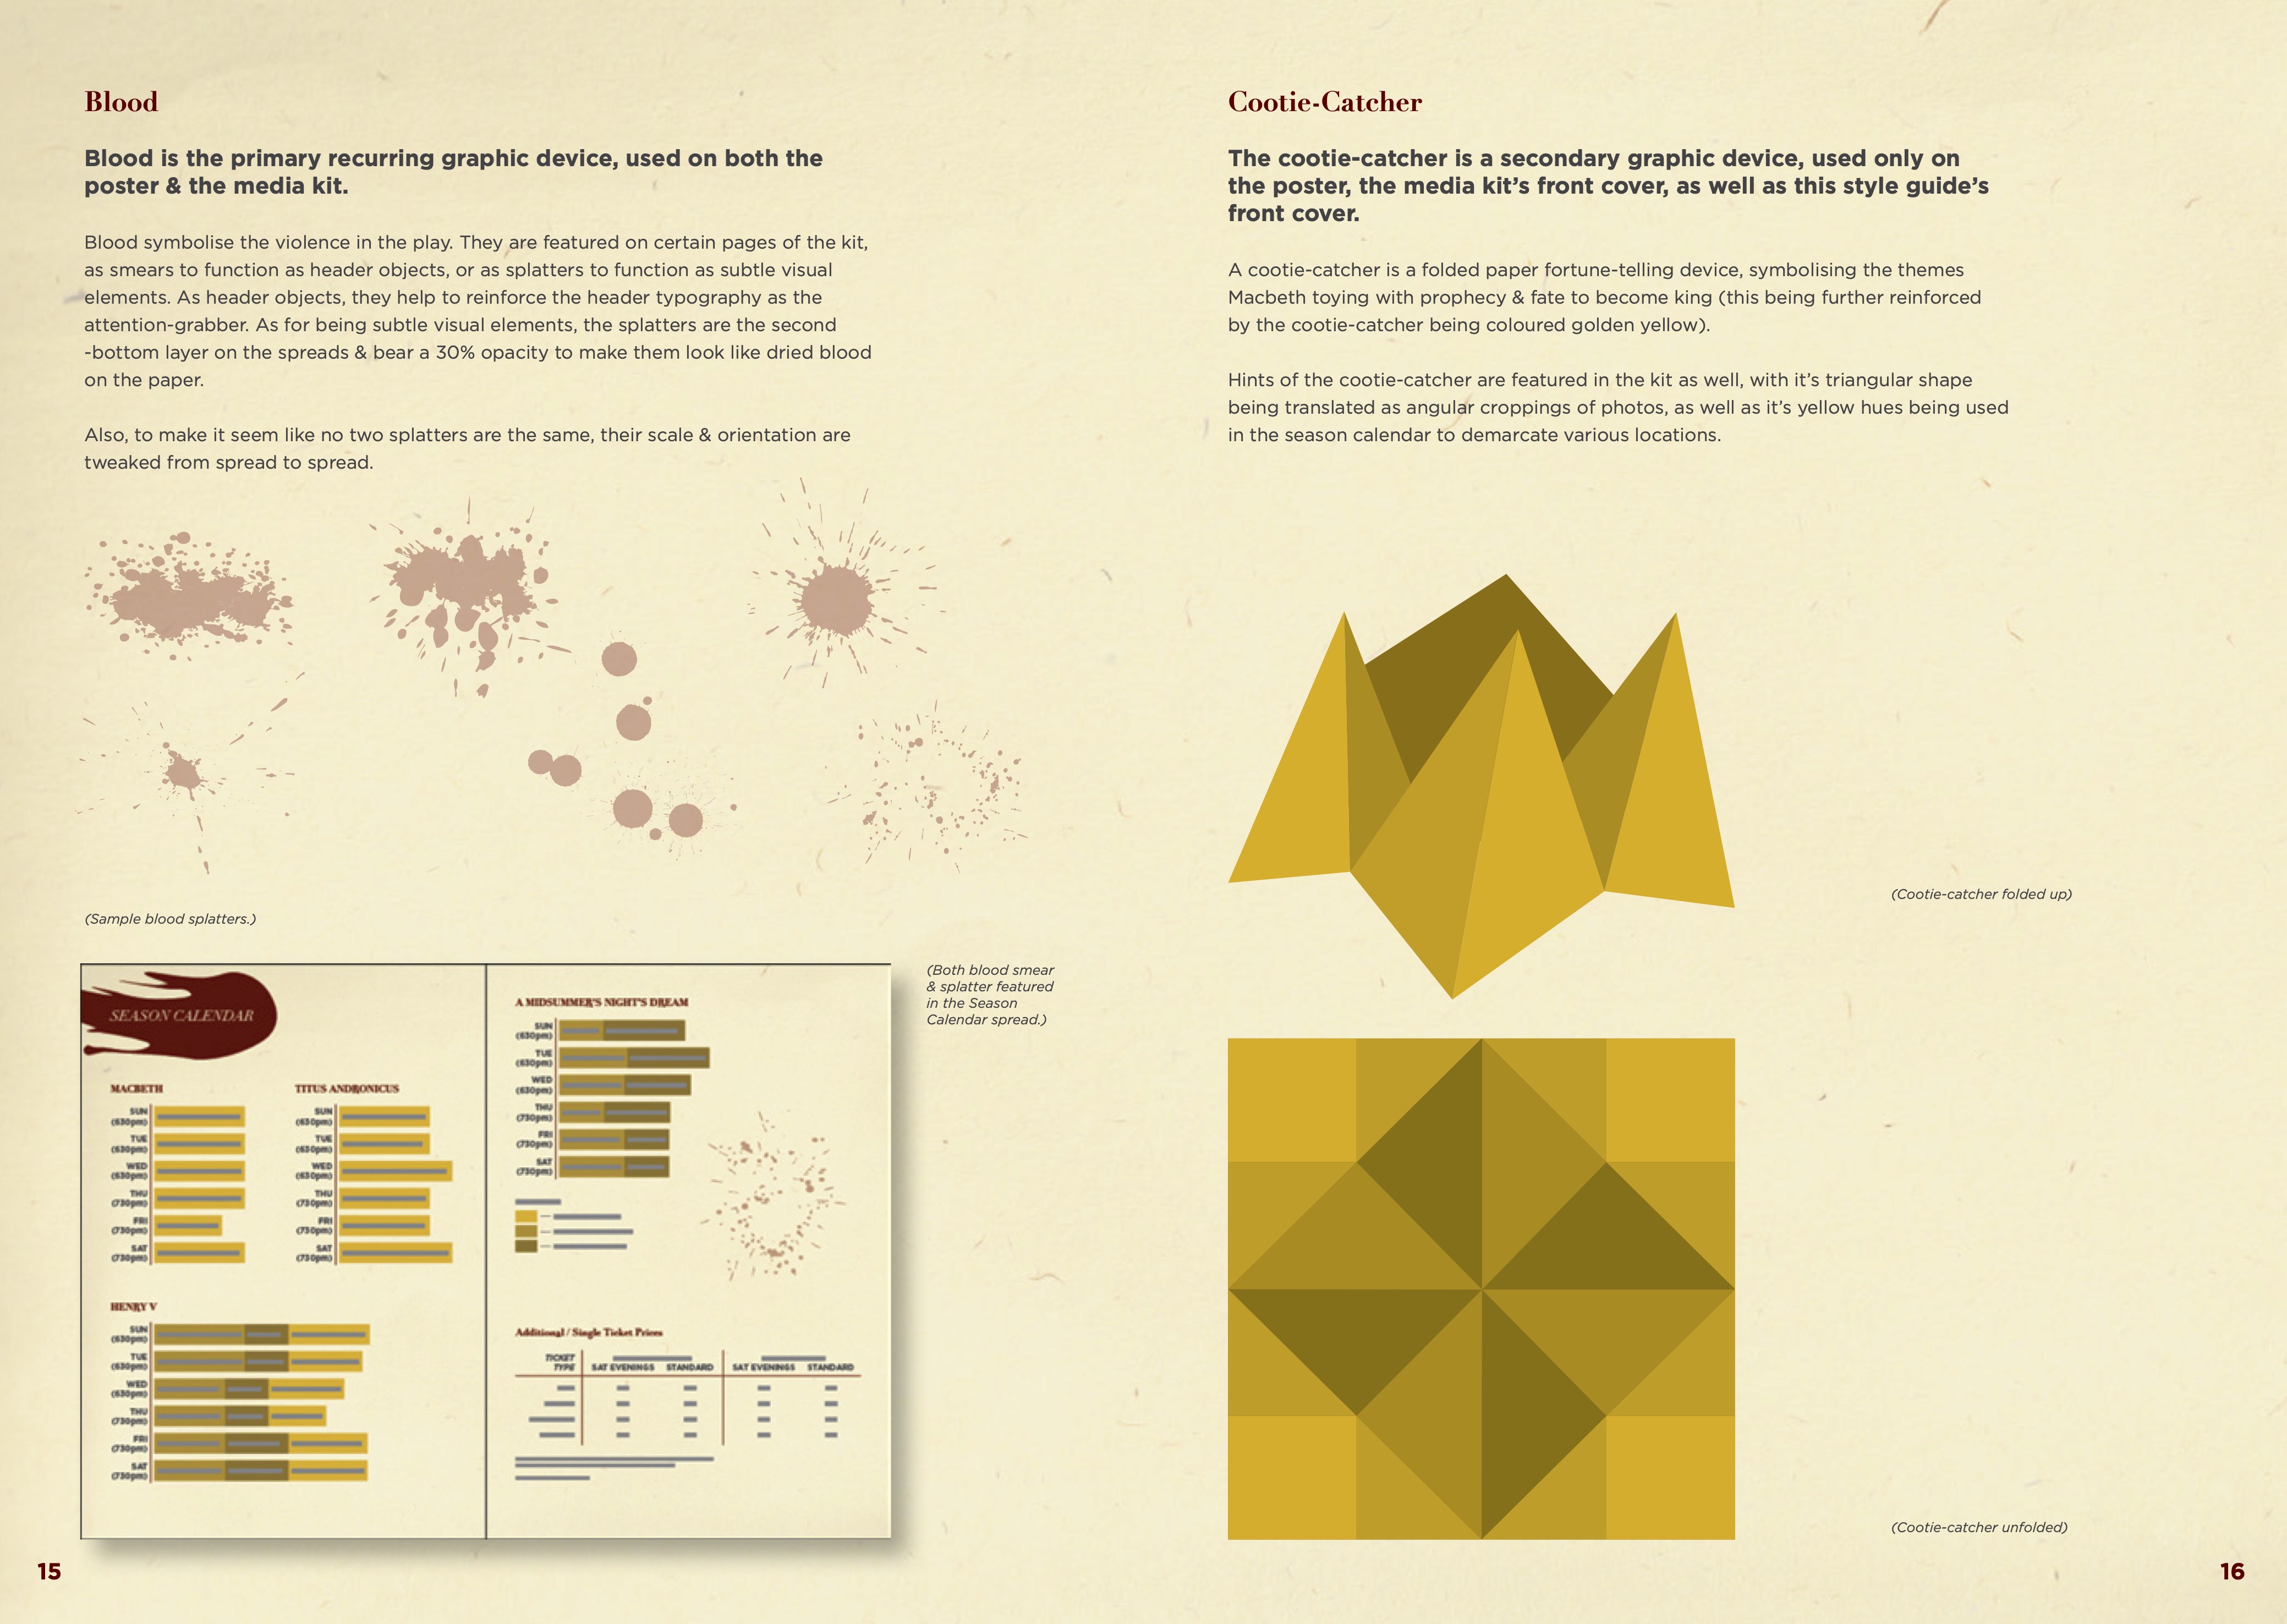 Blood
Blood is the primary recurring graphic device, used on both the
poster & the media kit.
Blood symbolise the violence in the play. They are featured on certain pages of the kit,
as smears to function as header objects, or as splatters to function as subtle visual
elements. As header objects, they help to reinforce the header typography as the
attention-grabber. As for being subtle visual elements, the splatters are the second
-bottom layer on the spreads & bear a 30% opacity to make them look like dried blood
on the paper.
Also, to make it seem like no two splatters are the same, their scale & orientation are
tweaked from spread to spread.
(Sample blood splatters.)
SEASON CALENDAR
MACBETH
SUN
(630pm)
TUE
(630pm)
WED
(630pm)
THU
(730pm)
FRI
(730pm)
SAT
(730pm)
TITUS ANDRONICUS
SUN
(630pm)
TUE
(630pm)
WED
(630pm)
THU
(730pm)
FRI
(730pm)
SAT
(730pm)
HENRY V
SUN
(630pm)
TUE
(630pm)
WED
(630pm)
THU
(730pm)
FRI
(730pm)
SAT
(730pm)
A MIDSUMMER'S NIGHT'S DREAM
SUN
(630pm)
TUE
(630pm)
WED
(630pm)
THU
(730pm)
FRI
(730pm)
SAT
(730pm)
Additional / Single Ticket Prices
TICKET
TYPE SAT EVENINGS STANDARD SAT EVENINGS STANDARD
(Both blood smear
& splatter featured
in the Season
Calendar spread.)
15
Cootie-Catcher
The cootie-catcher is a secondary graphic device, used only on
the poster, the media kit’s front cover, as well as this style guide’s
front cover.
A cootie-catcher is a folded paper fortune-telling device, symbolising the themes
Macbeth toying with prophecy & fate to become king (this being further reinforced
by the cootie-catcher being coloured golden yellow).
Hints of the cootie-catcher are featured in the kit as well, with it’s triangular shape
being translated as angular croppings of photos, as well as it’s yellow hues being used
in the season calendar to demarcate various locations.
(Cootie-catcher folded up)
(Cootie-catcher unfolded)
16